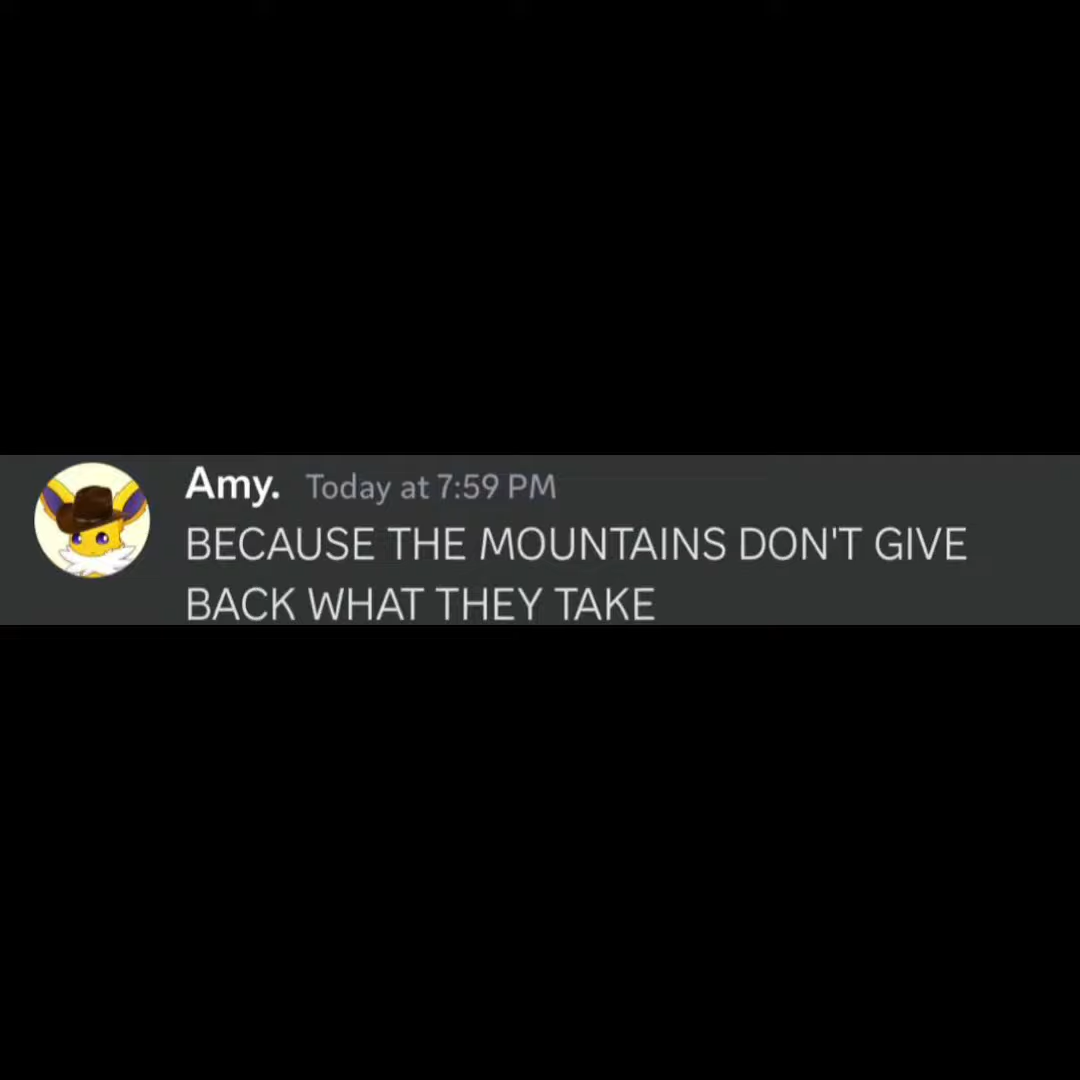 Amy. Today at 7:59 PM
BECAUSE THE MOUNTAINS DON'T GIVE
BACK WHAT THEY TAKE